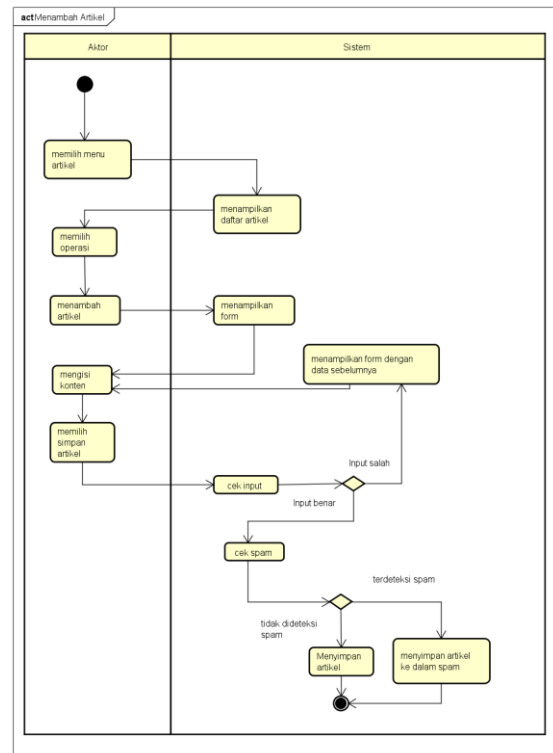 act Menambah Artikel
Aktor
Sistem
memilih menu
artikel
menampilkan
daftar artikel
memilih
operasi
menambah
artikel
menampilkan
form
menampilkan form dengan
data sebelumnya
mengisi
konten
memilih
simpan
artikel
Input salah
cek input
Input benar
cek spam
terdeteksi spam
tidak dideteksi
spam
Menyimpan
artikel
menyimpan artikel
ke dalam spam